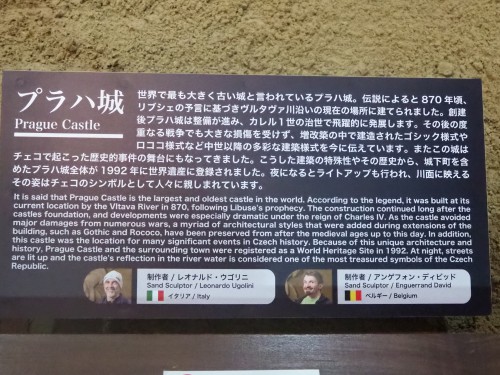 プラハ城
Prague Castle
世界で最も大きく古い城と言われているプラハ城。伝説によると870年頃、
リブシェの予言に基づきヴルタヴァ川沿いの現在の場所に建てられました。創建
後プラハ城は整備が進み、カレル1世の治世で飛躍的に発展します。その後の度
重なる戦争でも大きな損傷を受けず、増改築の中で建造されたゴシック様式や
ロココ様式など中世以降の多彩な建築様式を今に伝えています。またこの城は
チェコで起こった歴史的事件の舞台にもなってきました。こうした建築の特殊性やその歴史から、城下町を含
めたプラハ城全体が1992年に世界遺産に登録されました。夜になるとライトアップも行われ、川面に映える
その姿はチェコのシンボルとして人々に親しまれています。
It is said that Prague Castle is the largest and oldest castle in the world. According to the legend, it was built at its
current location by the Vltava River in 870, following Libuse's prophecy. The construction continued long after the
castles foundation, and developments were especially dramatic under the reign of Charles IV. As the castle avoided
major damages from numerous wars, a myriad of architectural styles that were added during extensions of the
building, such as Gothic and Rococo, have been preserved from after the medieval ages up to this day. In addition,
this castle was the location for many significant events in Czech history. Because of this unique architecture and
history, Prague Castle and the surrounding town were registered as a World Heritage Site in 1992. At night, streets
are lit up and the castle's reflection in the river water is considered one of the most treasured symbols of the Czech
Republic.
制作者 / レオナルド・ウゴリニ
Sand Sculptor / Leonardo Ugolini
イタリア / Italy
制作者 / アンゲフォン・ディビッド
Sand Sculptor / Enguerrand David
ベルギー / Belgium